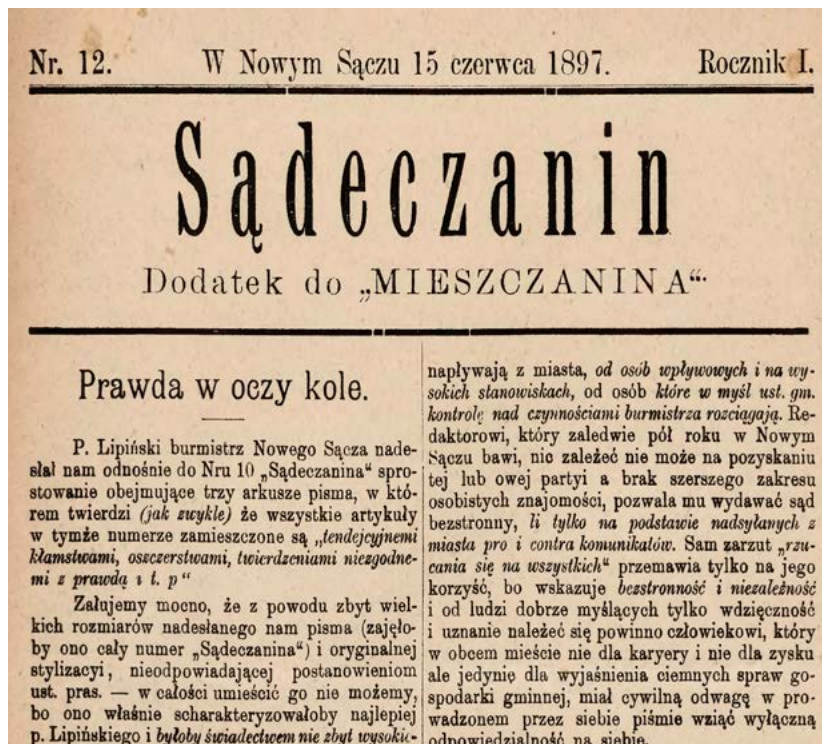 Nr. 12. W Nowym Sączu 15 czerwca 1897. Rocznik I.
Sądeczanin
Dodatek do „MIESZCZANINA“.
Prawda w oczy kole.
P. Lipiński burmistrz Nowego Sącza nade-
słał nam odnośnie do Nru 10 „Sądeczanina“ spro-
stowanie obejmujące trzy arkusze pisma, w któ-
rem twierdzi (jak zwykle) że wszystkie artykuły
w tymże numerze zamieszczone są „tendejcyjnemi
kłamstwami, oszczerstwami, twierdzeniami niezgodne-
mi z prawdą i t. p“
Załujemy mocno, że z powodu zbyt wiel-
kich rozmiarów nadesłanego nam pisma (zajęło-
by ono cały numer „Sądeczanina“) i oryginalnej
stylizacyi, nieodpowiadającej postanowieniom
ust. pras. — w całości umieścić go nie możemy,
bo ono właśnie scharakteryzowałoby najlepiej
p. Lipińskiego i byłoby świadectwem nie zbyt wysokie-
napływają z miasta, od osób wpływowych i na wy-
sokich stanowiskach, od osób które w myśl ust. gm.
kontrolę nad czynnościami burmistrza rozciągają. Re-
daktorowi, który zaledwie pół roku w Nowym
Sączu bawi, nic zależeć nie może na pozyskaniu
tej lub owej partyi a brak szerszego zakresu
osobistych znajomości, pozwala mu wydawać sąd
bezstronny, li tylko na podstawie nadsyłanych z
miasta pro i contra komunikatów. Sam zarzut „rzu-
cania się na wszystkich“ przemawia tylko na jego
korzyść, bo wskazuje bezstronność i niezależność
i od ludzi dobrze myślących tylko wdzięczność
i uznanie należeć się powinno człowiekowi, który
w obcem mieście nie dla karyery i nie dla zysku
ale jedynie dla wyjaśnienia ciemnych spraw go-
spodarki gminnej, miał cywilną odwagę w pro-
wadzonem przez siebie piśmie wziąć wyłączną
odpowiedzialność na siebie.